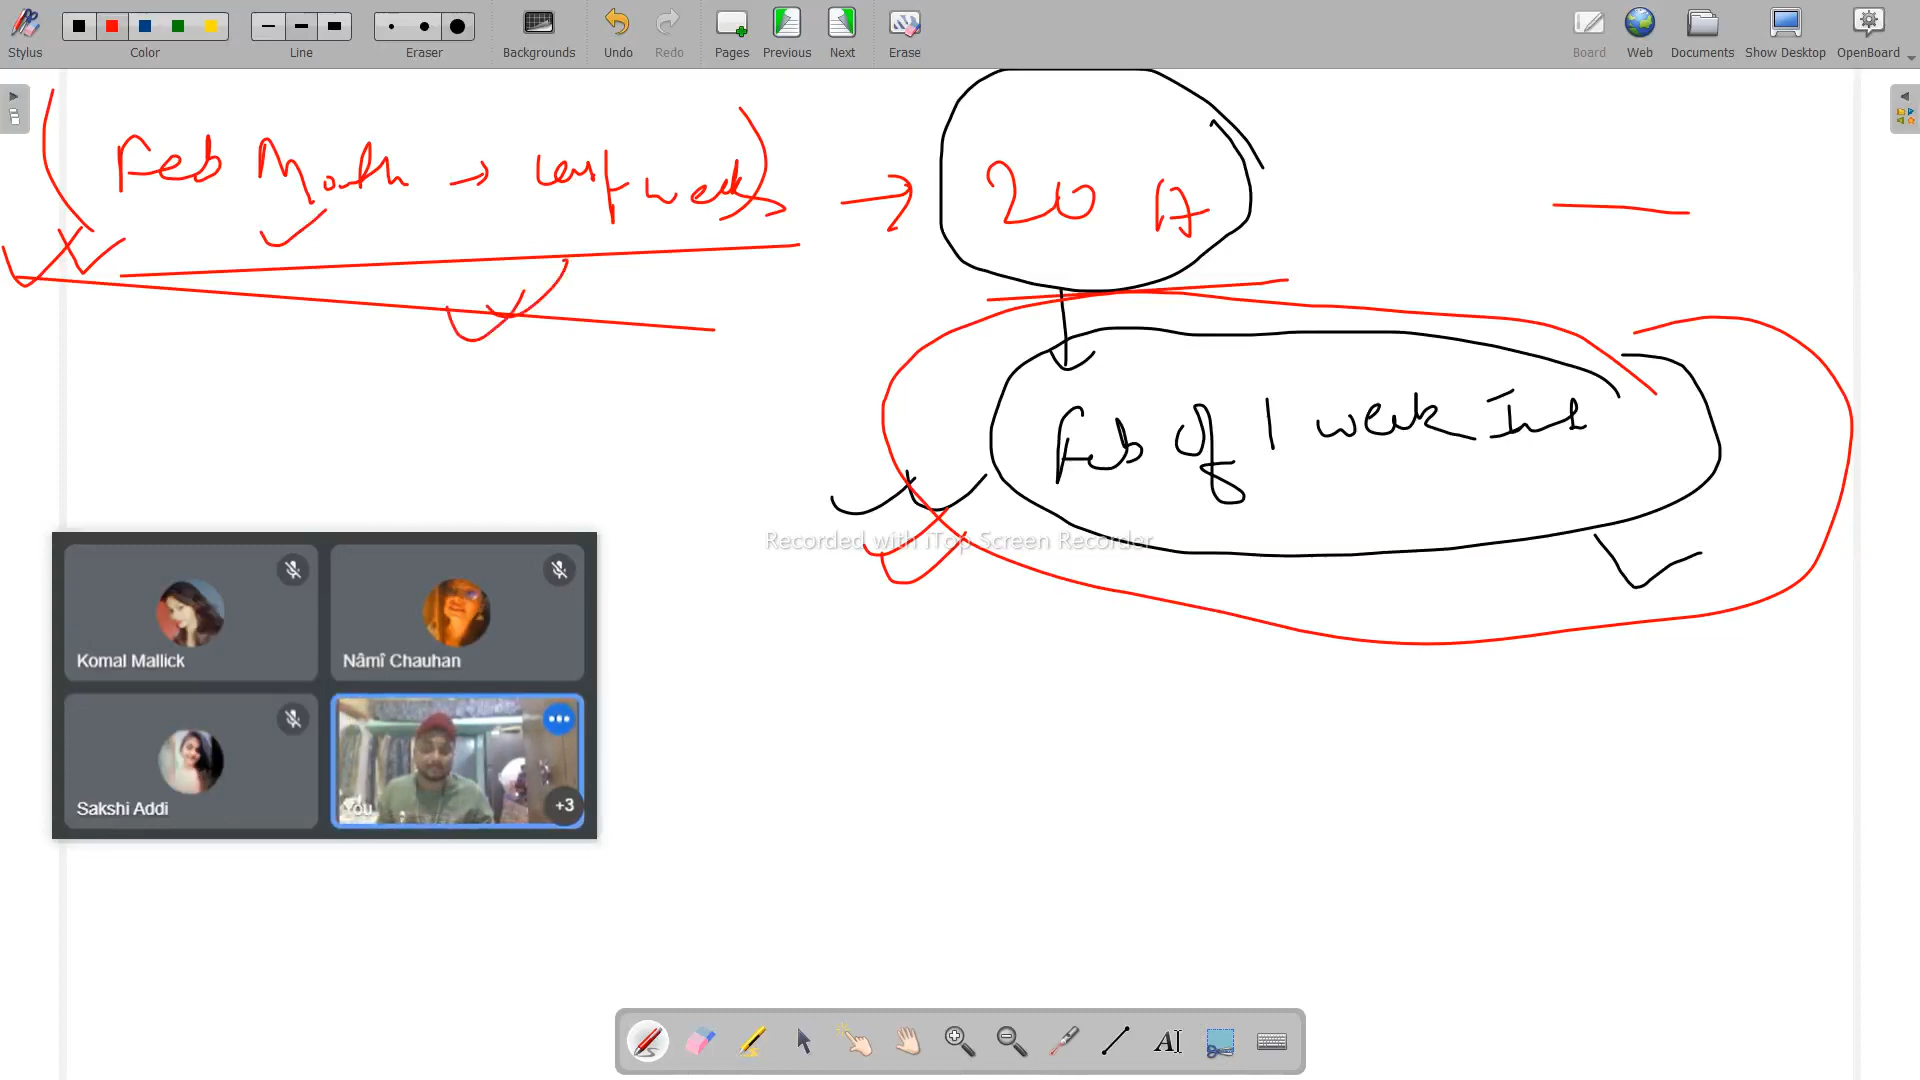 Stylus Color Line Eraser Backgrounds Undo Redo Pages Previous Next Erase Board Web Documents Show Desktop OpenBoard
Feb Month → last week → 20 A
Feb Of 1 week
Recorded with iTop Screen Recorder
Komal Mallick
Nâmî Chauhan
Sakshi Addi
You
+3